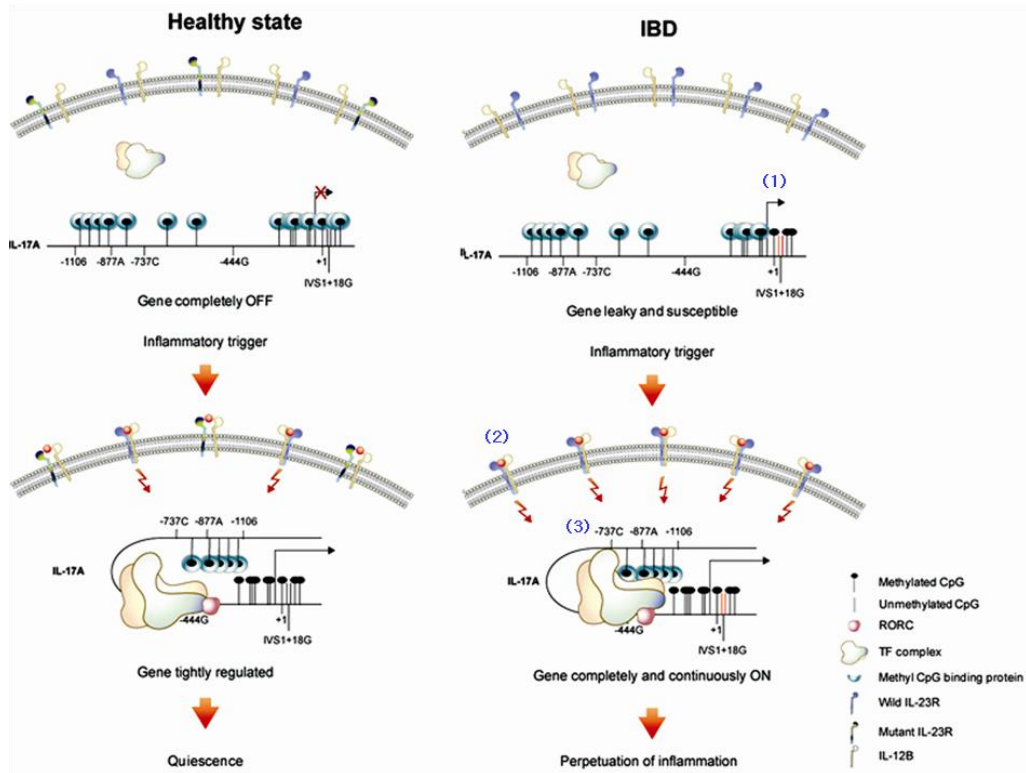 Healthy state
IL-17A
-1106
-877A
-737C
-444G
+1
IVS1+18G
Gene completely OFF
Inflammatory trigger
-737C
-877A
-1106
IL-17A
-444G
+1
IVS1+18G
Gene tightly regulated
Quiescence
IBD
(1)
IL-17A
-1106
-877A
-737C
-444G
+1
IVS1+18G
Gene leaky and susceptible
Inflammatory trigger
(2)
(3)
-737C
-877A
-1106
IL-17A
-444G
+1
IVS1+18G
Gene completely and continuously ON
Perpetuation of inflammation
Methylated CpG
Unmethylated CpG
RORC
TF complex
Methyl CpG binding protein
Wild IL-23R
Mutant IL-23R
IL-12B